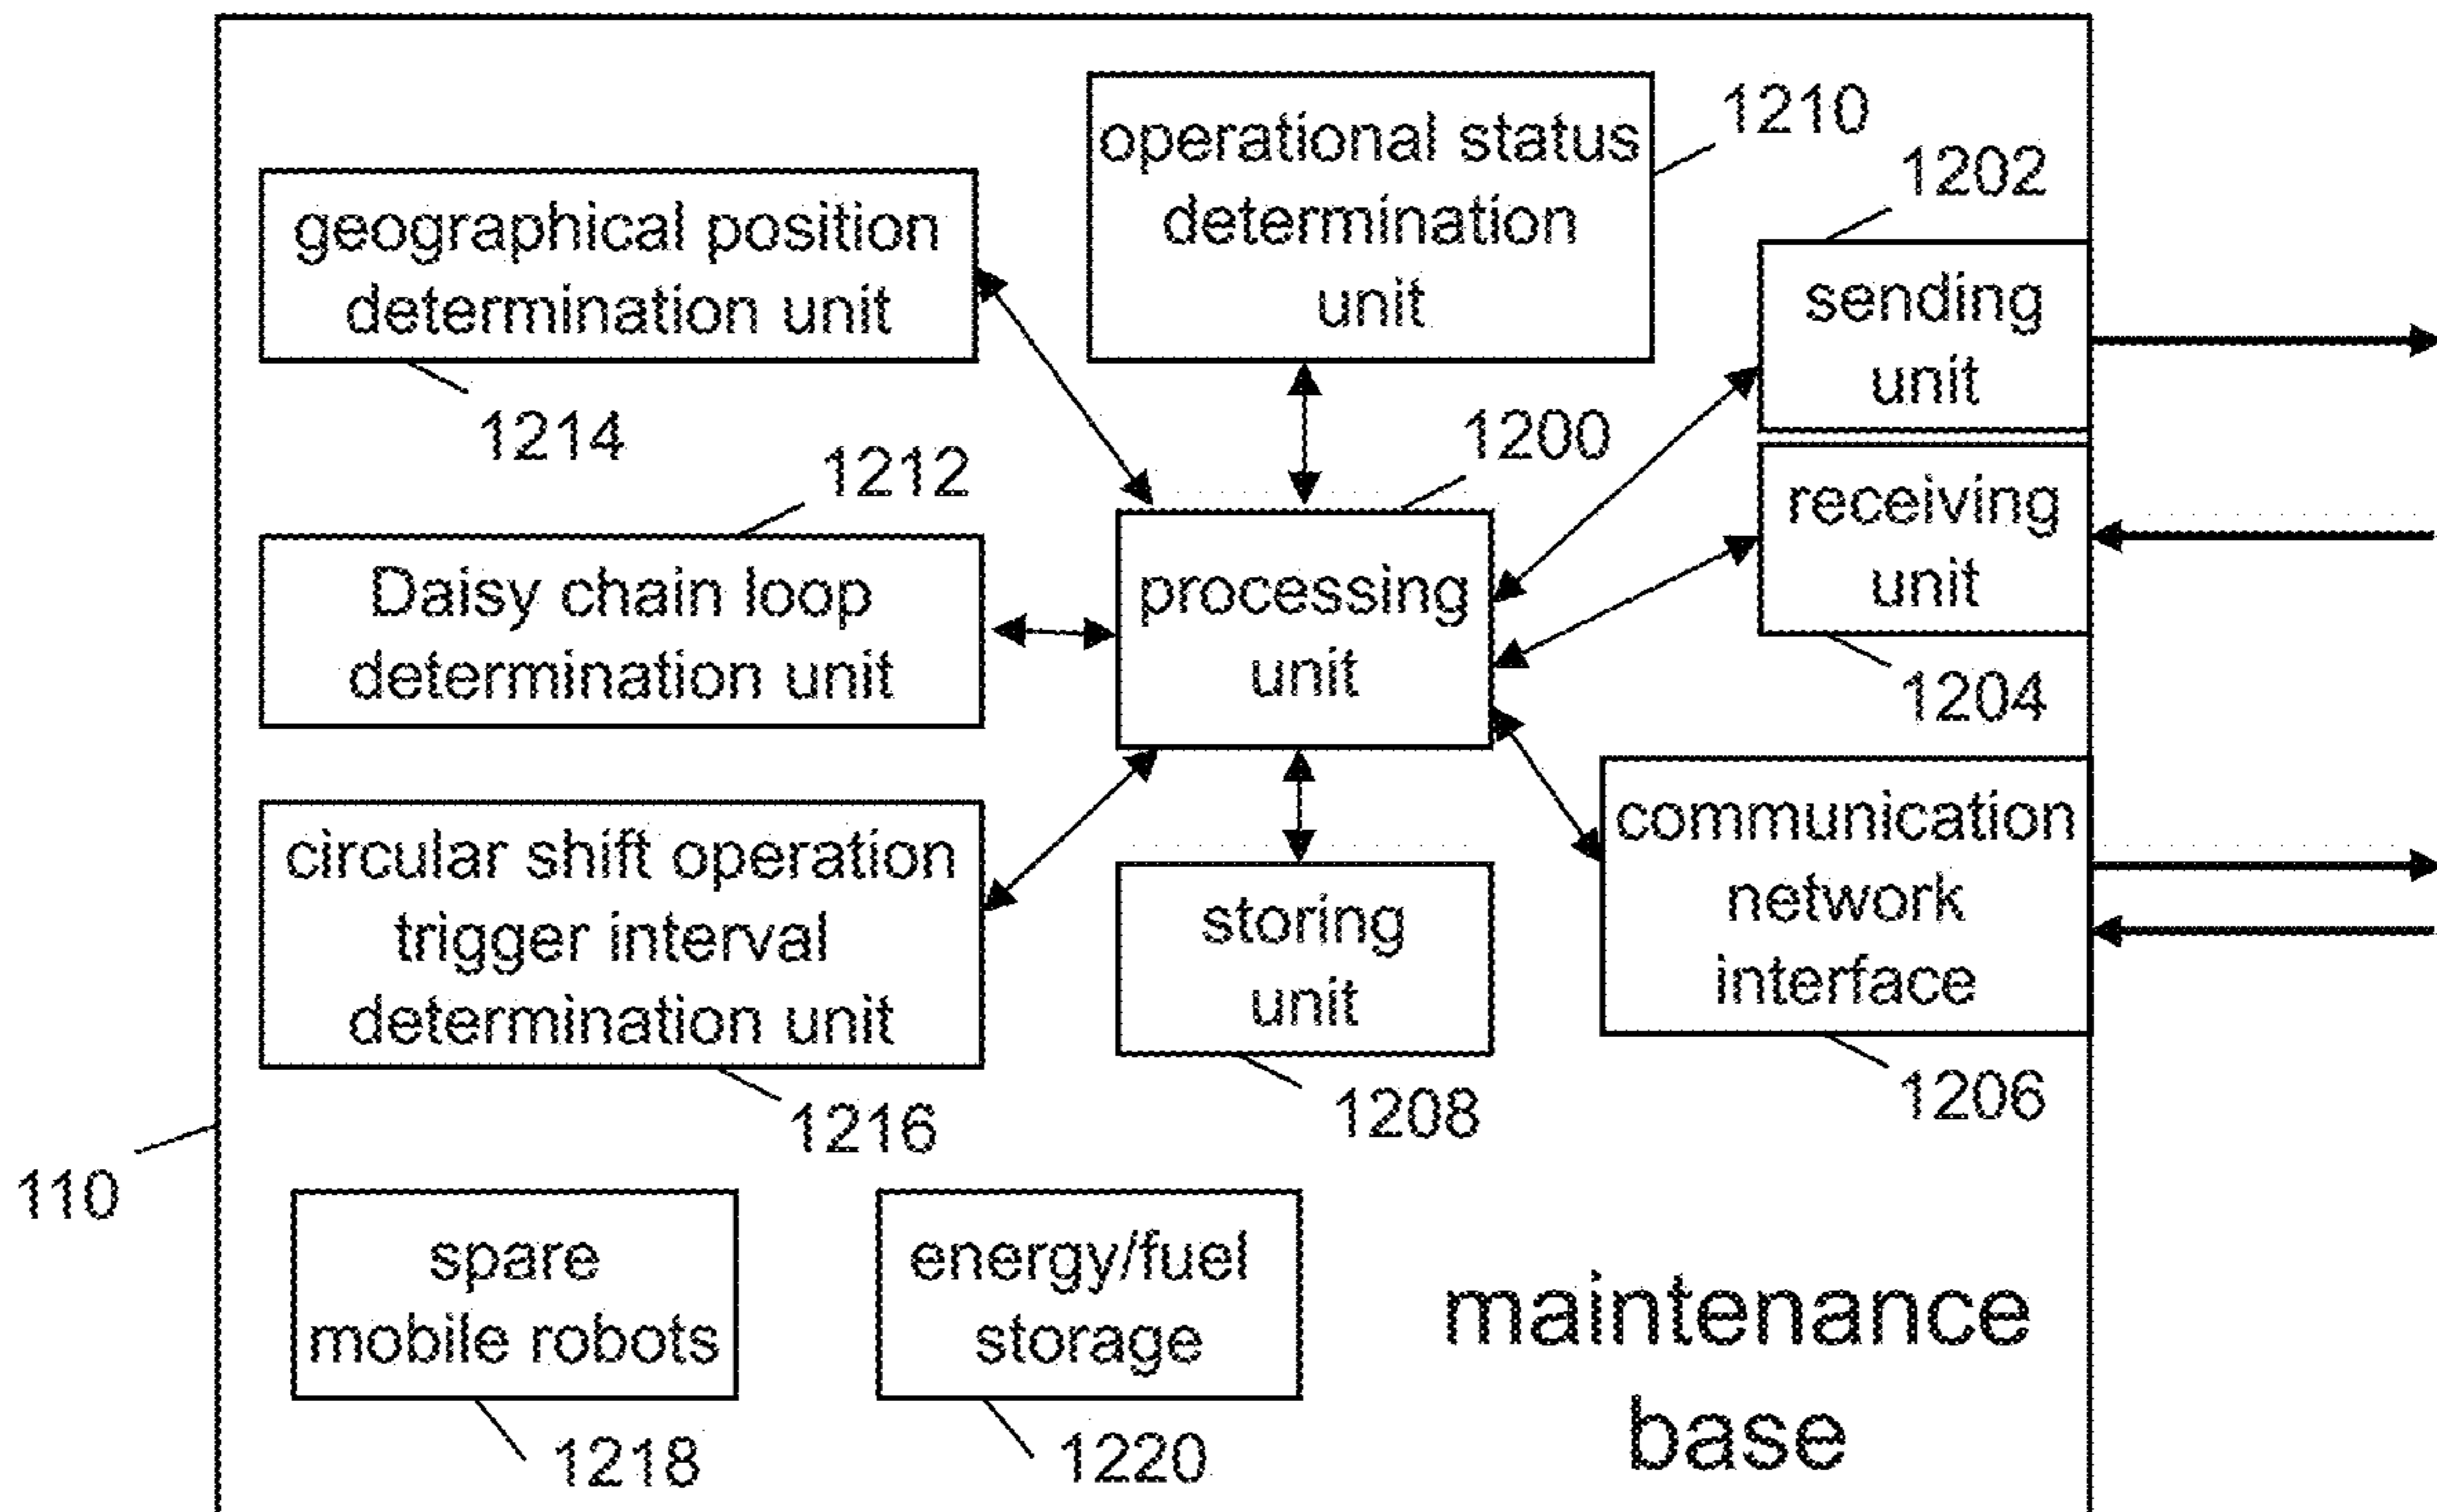 operational status
determination
unit
1210
geographical position
determination unit
1214
1202
sending
unit
1212
1200
receiving
unit
1204
Daisy chain loop
determination unit
processing
unit
circular shift operation
trigger interval
determination unit
1216
storing
unit
1208
communication
network
interface
1206
110
spare
mobile robots
1218
energy/fuel
storage
1220
maintenance
base